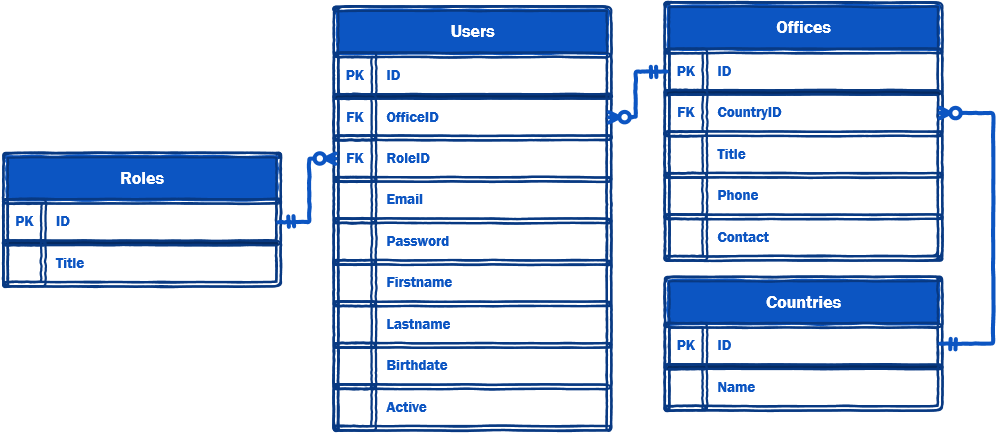 Roles
PK ID
Title
Users
PK ID
FK OfficeID
FK RoleID
Email
Password
Firstname
Lastname
Birthdate
Active
Offices
PK ID
FK CountryID
Title
Phone
Contact
Countries
PK ID
Name